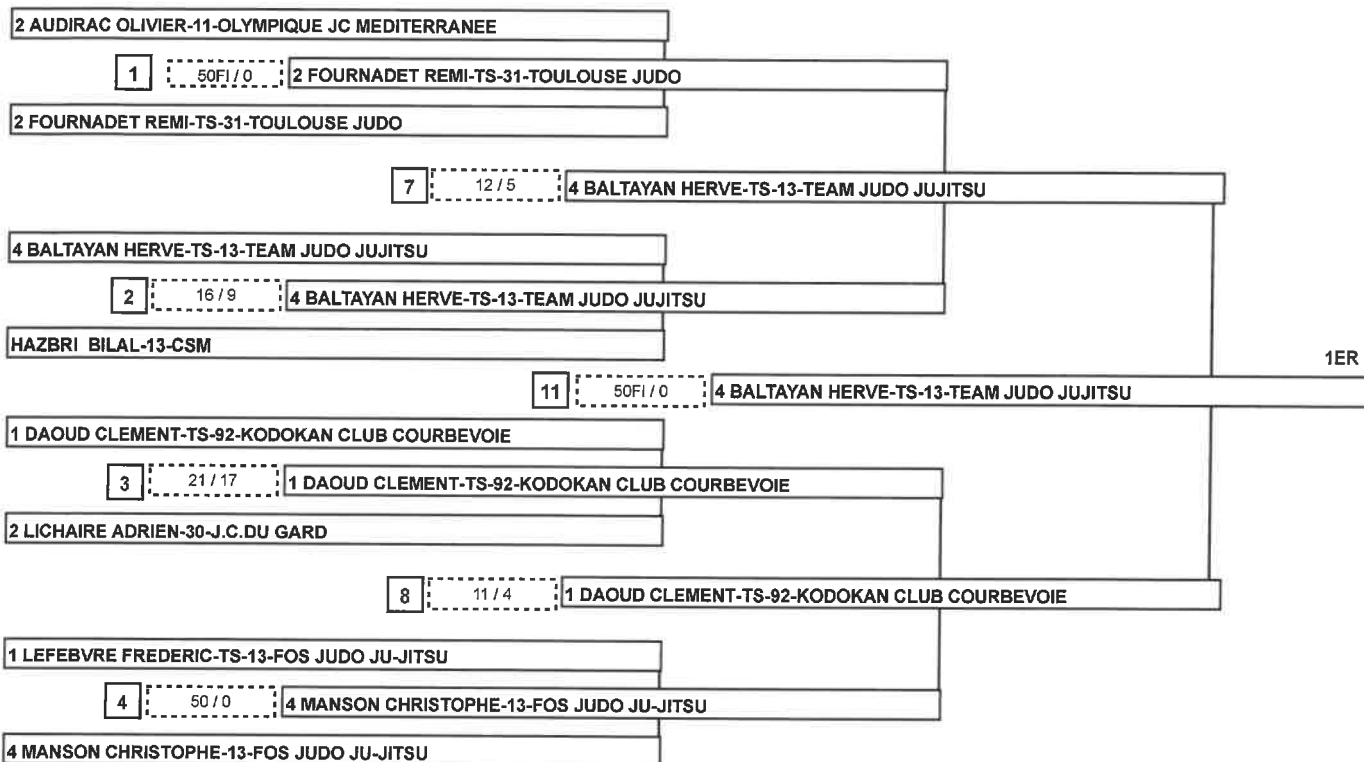 2 AUDIRAC OLIVIER-11-OLYMPIQUE JC MEDITERRANEE
1 50FI / 0 2 FOURNADET REMI-TS-31-TOULOUSE JUDO
2 FOURNADET REMI-TS-31-TOULOUSE JUDO
7 12 / 5 4 BALTAYAN HERVE-TS-13-TEAM JUDO JUJITSU
4 BALTAYAN HERVE-TS-13-TEAM JUDO JUJITSU
2 16 / 9 4 BALTAYAN HERVE-TS-13-TEAM JUDO JUJITSU
HAZBRI BILAL-13-CSM
1ER
11 50FI / 0 4 BALTAYAN HERVE-TS-13-TEAM JUDO JUJITSU
1 DAOUD CLEMENT-TS-92-KODOKAN CLUB COURBEVOIE
3 21 / 17 1 DAOUD CLEMENT-TS-92-KODOKAN CLUB COURBEVOIE
2 LICHAIRE ADRIEN-30-J.C.DU GARD
8 11 / 4 1 DAOUD CLEMENT-TS-92-KODOKAN CLUB COURBEVOIE
1 LEFEBVRE FREDERIC-TS-13-FOS JUDO JU-JITSU
4 50 / 0 4 MANSON CHRISTOPHE-13-FOS JUDO JU-JITSU
4 MANSON CHRISTOPHE-13-FOS JUDO JU-JITSU